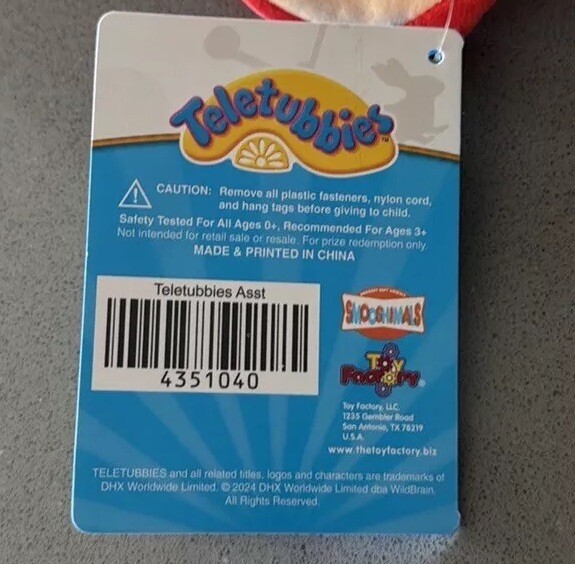 Teletubbies™
CAUTION: Remove all plastic fasteners, nylon cord,
and hang tags before giving to child.
Safety Tested For All Ages 0+, Recommended For Ages 3+
Not intended for retail sale or resale. For prize redemption only.
MADE & PRINTED IN CHINA
Teletubbies Asst
4351040
SMOOSHIMALS
Toy
Factory®
Toy Factory, LLC.
1235 Gembler Road
San Antonio, TX 78219
U.S.A.
www.thetoyfactory.biz
TELETUBBIES and all related titles, logos and characters are trademarks of
DHX Worldwide Limited. © 2024 DHX Worldwide Limited dba WildBrain.
All Rights Reserved.